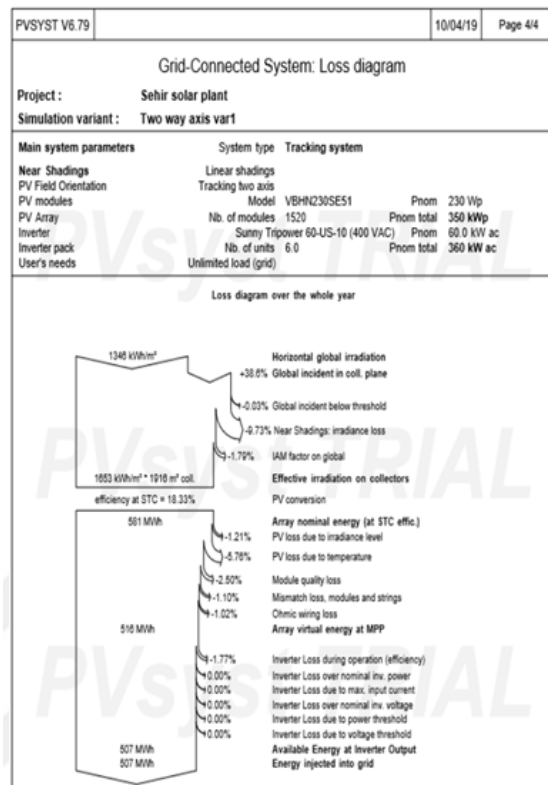 PVSYST V6.79 10/04/19 Page 4/4
Grid-Connected System: Loss diagram
Project : Sehir solar plant
Simulation variant : Two way axis var1
Main system parameters System type Tracking system
Near Shadings Linear shadings
PV Field Orientation Tracking two axis
PV modules Model VBHN230SE51 Pnom 230 Wp
PV Array Nb. of modules 1520 Pnom total 350 kWp
Inverter Sunny Tripower 60-US-10 (400 VAC) Pnom 60.0 kW ac
Inverter pack Nb. of units 6.0 Pnom total 360 kW ac
User's needs Unlimited load (grid)
PVsyst TRIAL
Loss diagram over the whole year
1346 kWh/m² Horizontal global irradiation
+38.6% Global incident in coll. plane
-0.03% Global incident below threshold
-9.73% Near Shadings: irradiance loss
-1.79% IAM factor on global
PVsyst TRIAL
1653 kWh/m² * 1916 m² coll. Effective irradiation on collectors
efficiency at STC = 18.33% PV conversion
581 MWh Array nominal energy (at STC effic.)
-1.21% PV loss due to irradiance level
-5.76% PV loss due to temperature
-2.50% Module quality loss
-1.10% Mismatch loss, modules and strings
-1.02% Ohmic wiring loss
516 MWh Array virtual energy at MPP
-1.77% Inverter Loss during operation (efficiency)
0.00% Inverter Loss over nominal inv. power
0.00% Inverter Loss due to max. input current
PVsyst TRIAL
0.00% Inverter Loss over nominal inv. voltage
0.00% Inverter Loss due to power threshold
0.00% Inverter Loss due to voltage threshold
507 MWh Available Energy at Inverter Output
507 MWh Energy injected into grid